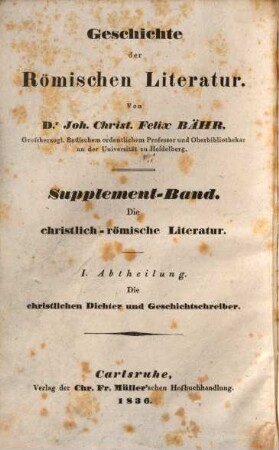 Geschichte
der
Römischen Literatur.
Von
D.r Joh. Christ. Felix BÄHR,
Grofsherzogl. Badischem ordentlichem Professor und Oberbibliothekar
an der Universität zu Heidelberg.
Supplement-Band.
Die
christlich-römische Literatur.
I. Abtheilung.
Die
christlichen Dichter und Geschichtschreiber.
Carlsruhe,
Verlag der Chr. Fr. Müller'schen Hofbuchhandlung.
1836.